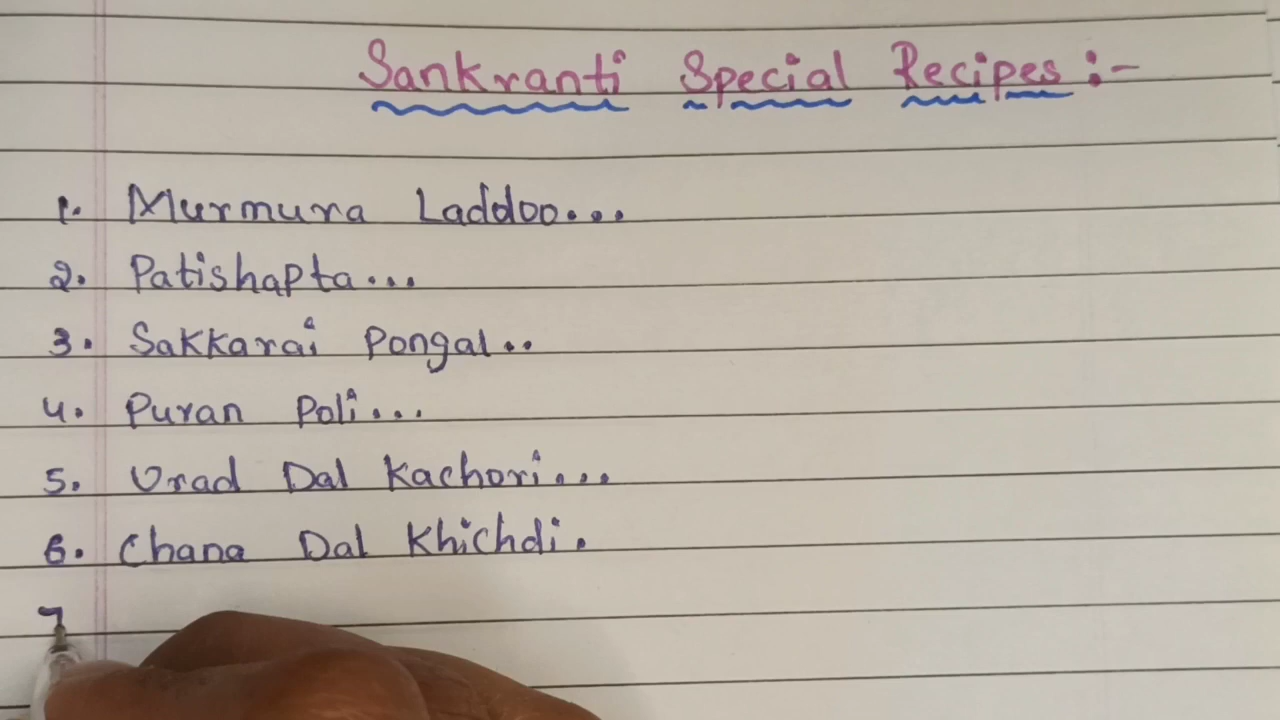 Sankranti Special Recipes :-
1. Murmura Laddoo...
2. Patishapta...
3. Sakkarai Pongal..
4. Puran Poli...
5. Urad Dal Kachori...
6. Chana Dal Khichdi.
7